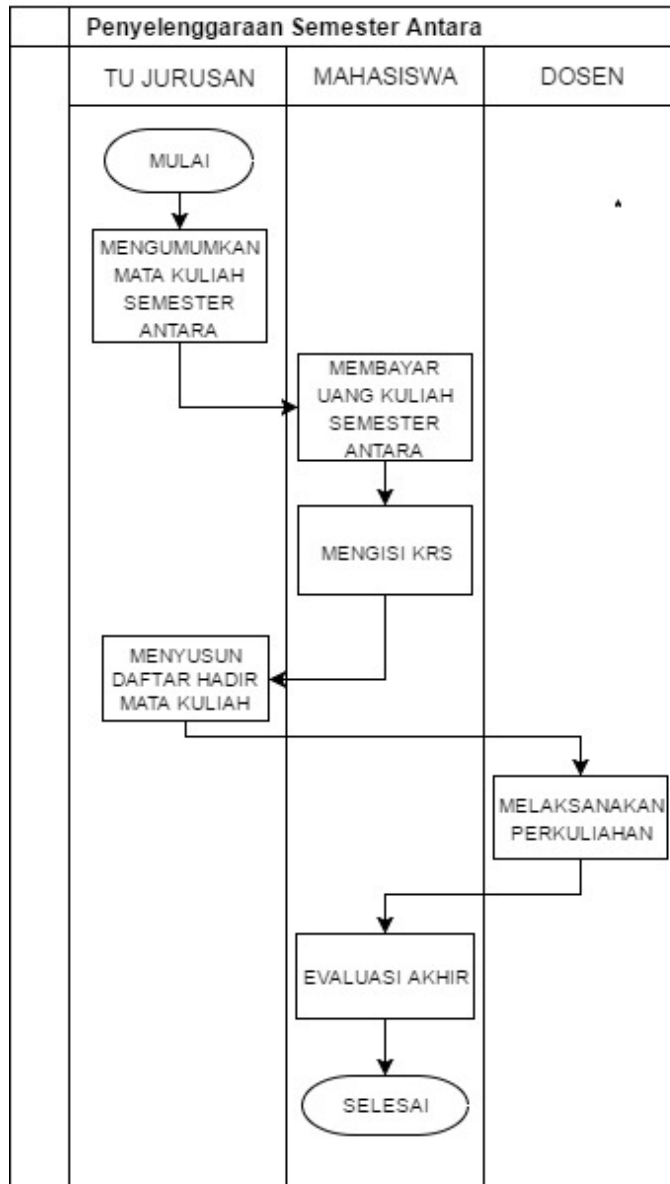 Penyelenggaraan Semester Antara
TU JURUSAN
MAHASISWA
DOSEN
MULAI
MENGUMUMKAN
MATA KULIAH
SEMESTER
ANTARA
MEMBAYAR
UANG KULIAH
SEMESTER
ANTARA
MENGISI KRS
MENYUSUN
DAFTAR HADIR
MATA KULIAH
MELAKSANAKAN
PERKULIAHAN
EVALUASI AKHIR
SELESAI